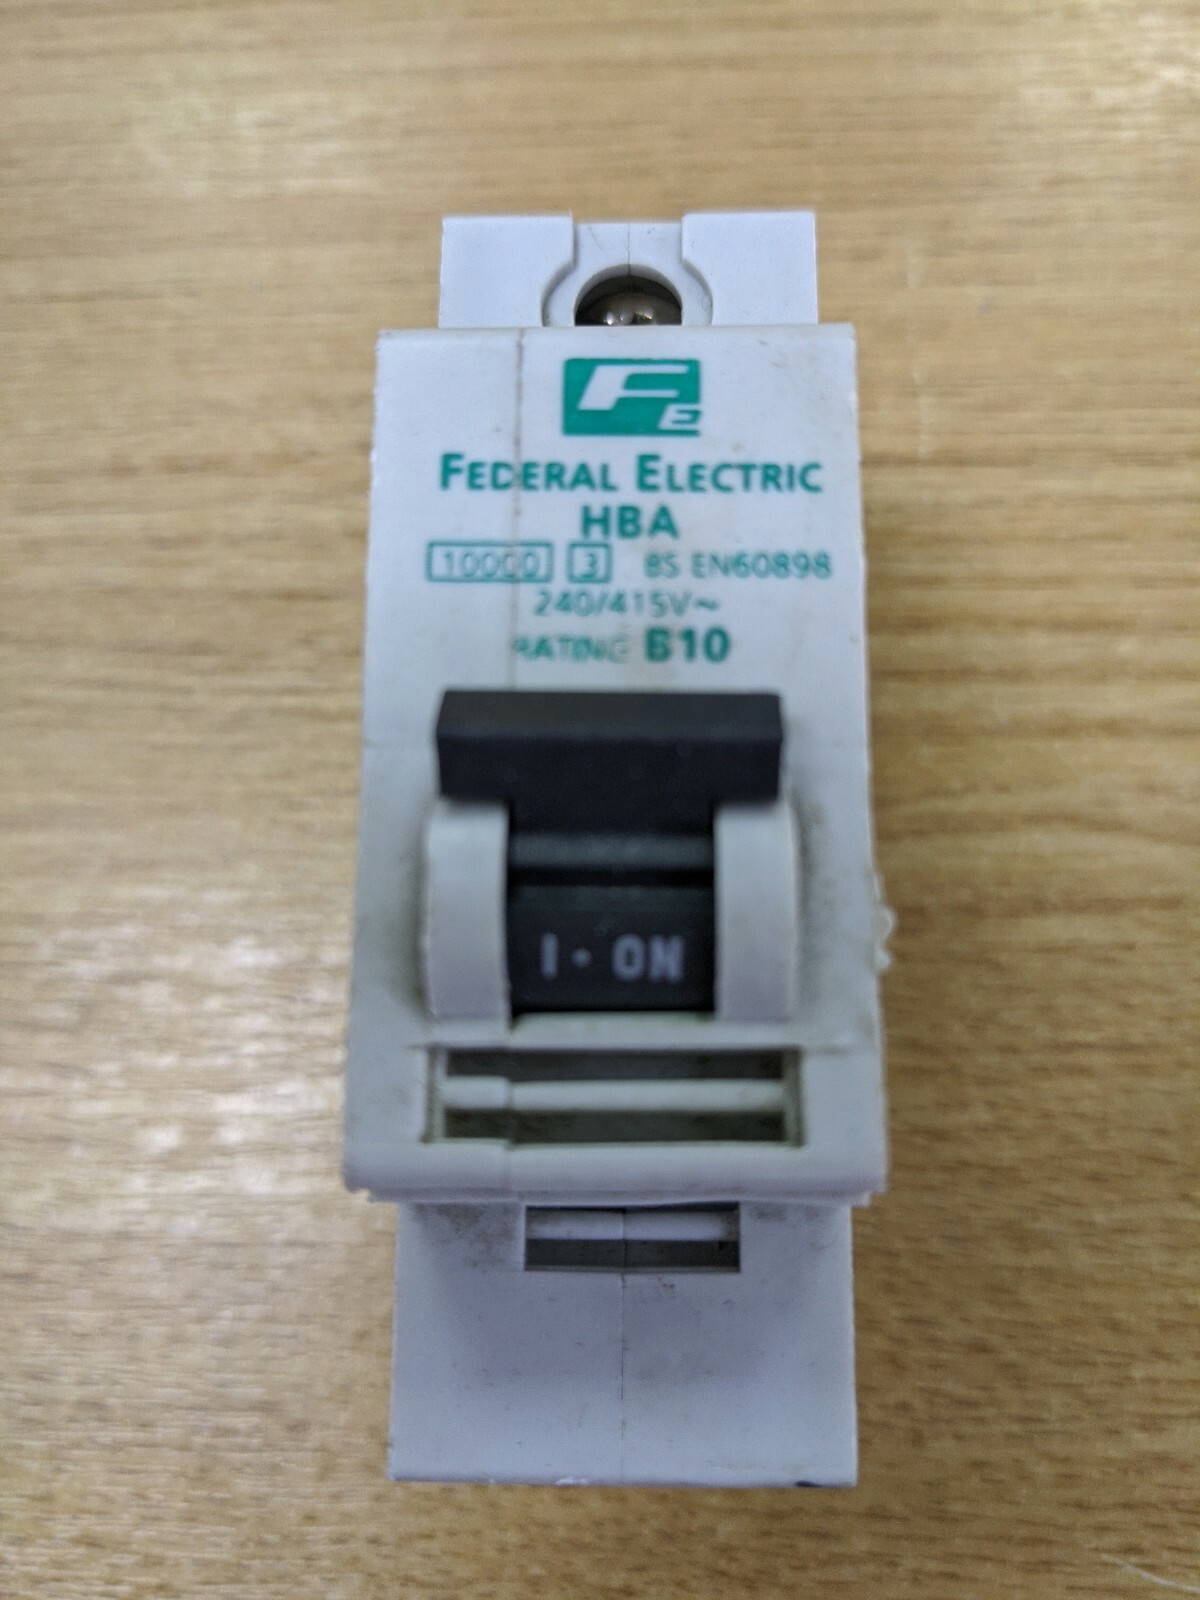 FE
FEDERAL ELECTRIC
HBA
10000 3 BS EN60898
240/415V~
RATING B10
I • ON